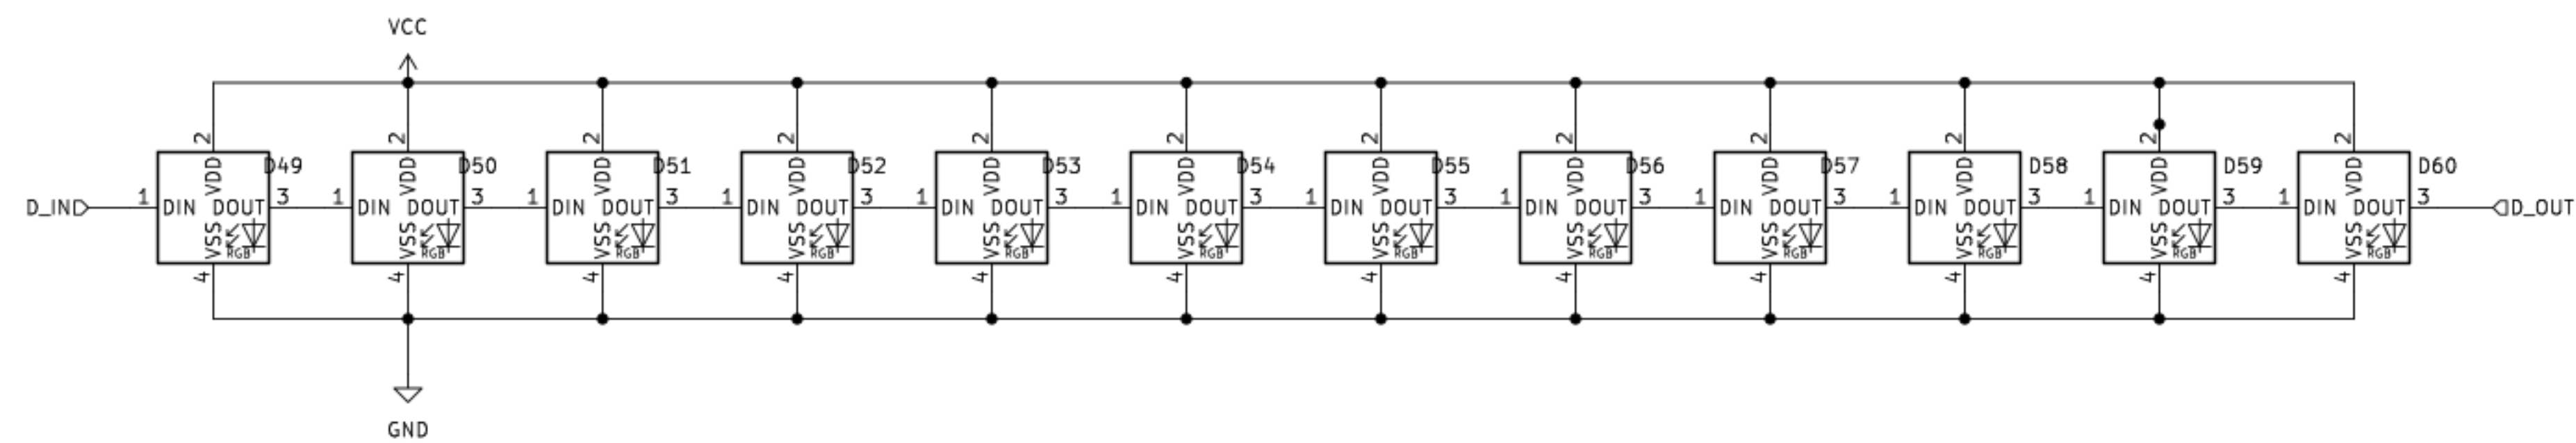 VCC
2 2 2 2 2 2 2 2 2 2 2 2
D49 D50 D51 D52 D53 D54 D55 D56 D57 D58 D59 D60
VDD VDD VDD VDD VDD VDD VDD VDD VDD VDD VDD VDD
D_IN 1 DIN DOUT 3 1 DIN DOUT 3 1 DIN DOUT 3 1 DIN DOUT 3 1 DIN DOUT 3 1 DIN DOUT 3 1 DIN DOUT 3 1 DIN DOUT 3 1 DIN DOUT 3 1 DIN DOUT 3 1 DIN DOUT 3 1 DIN DOUT 3 D_OUT
VSS RGB VSS RGB VSS RGB VSS RGB VSS RGB VSS RGB VSS RGB VSS RGB VSS RGB VSS RGB VSS RGB VSS RGB
4 4 4 4 4 4 4 4 4 4 4 4
GND